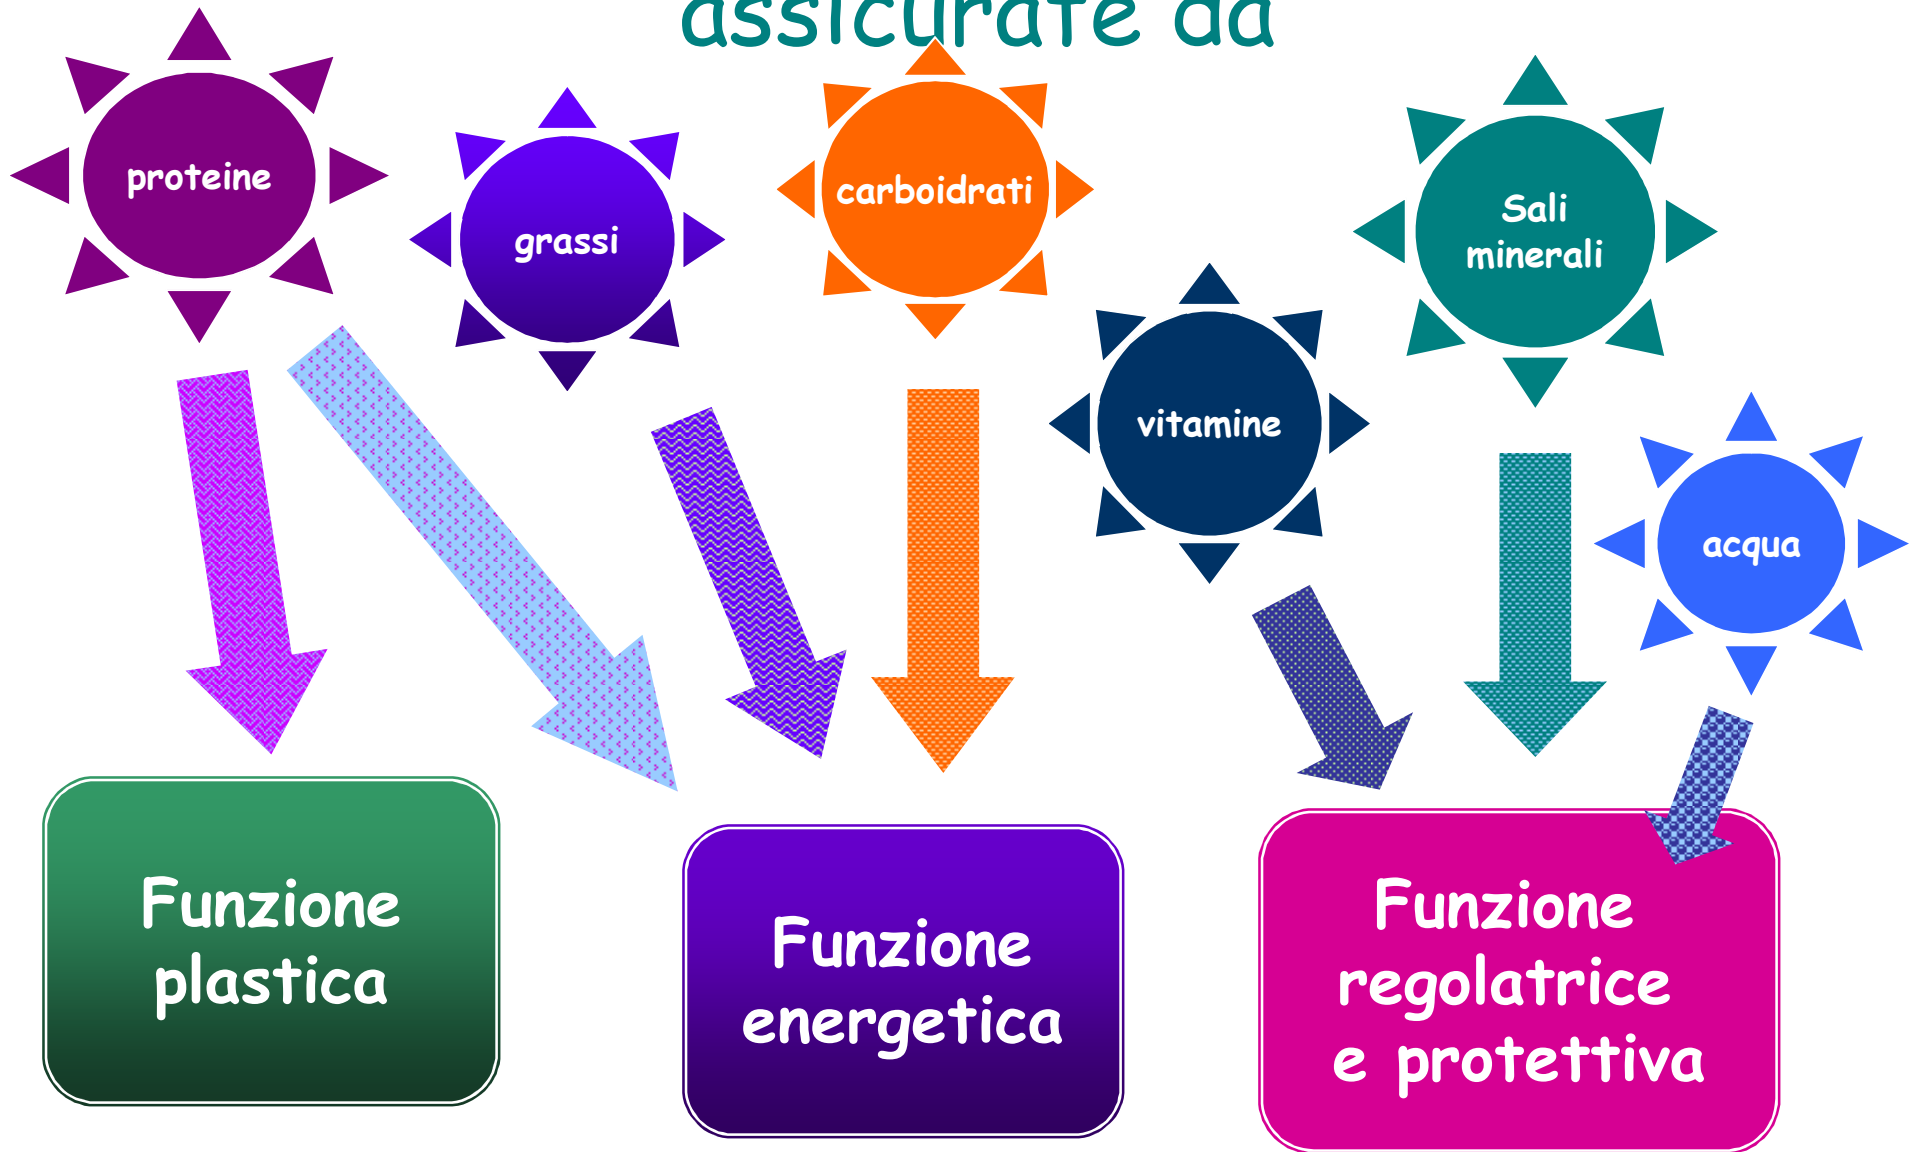 assicurate da
proteine
grassi
carboidrati
Sali
minerali
vitamine
acqua
Funzione
plastica
Funzione
energetica
Funzione
regolatrice
e protettiva